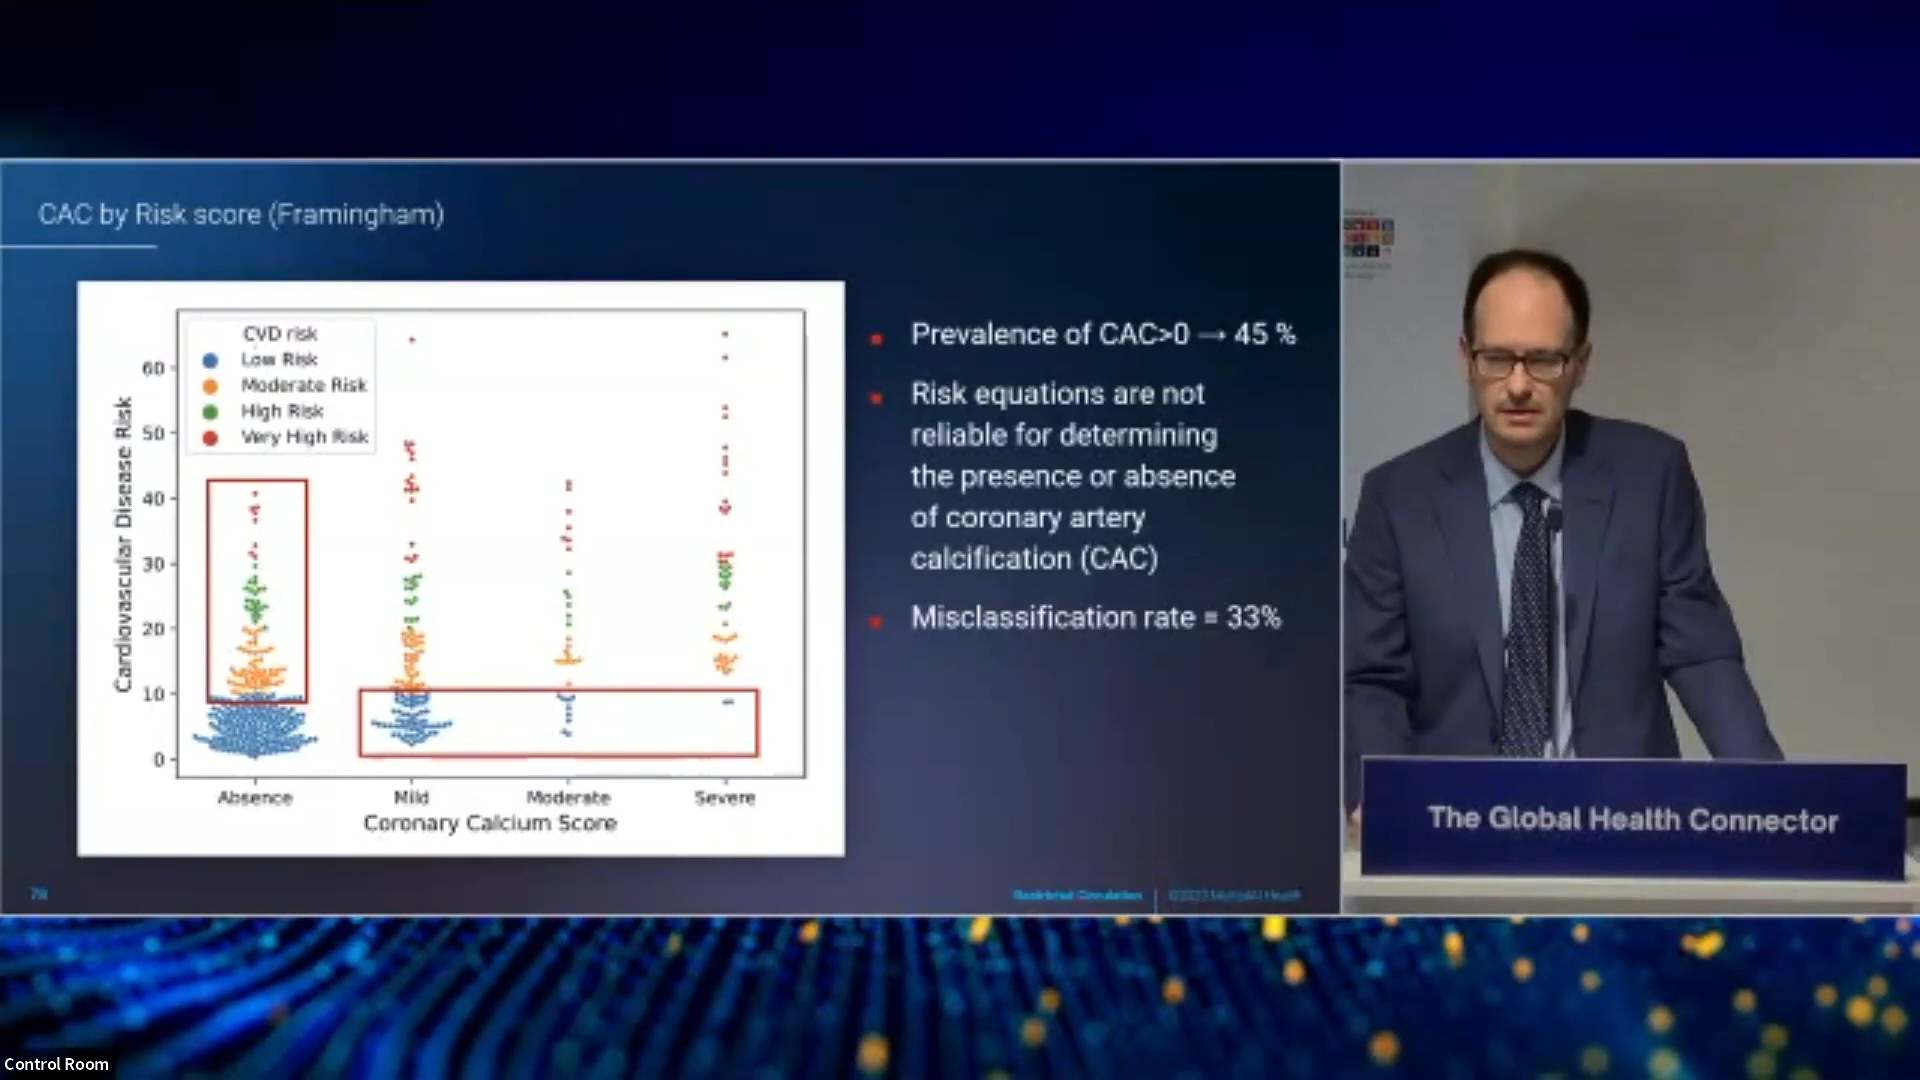 CAC by Risk score (Framingham)
CVD risk
Low Risk
Moderate Risk
High Risk
Very High Risk
60
50
40
30
20
10
0
Cardiovascular Disease Risk
Absence
Mild
Moderate
Severe
Coronary Calcium Score
Prevalence of CAC>0 → 45 %
Risk equations are not
reliable for determining
the presence or absence
of coronary artery
calcification (CAC)
Misclassification rate = 33%
Restricted Circulation
The Global Health Connector
Control Room